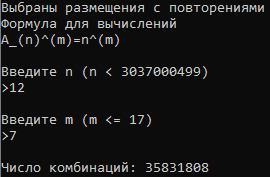 Выбраны размещения с повторениями
Формула для вычислений
A_(n)^(m)=n^(m)
Введите n (n < 3037000499)
>12
Введите m (m <= 17)
>7
Число комбинаций: 35831808